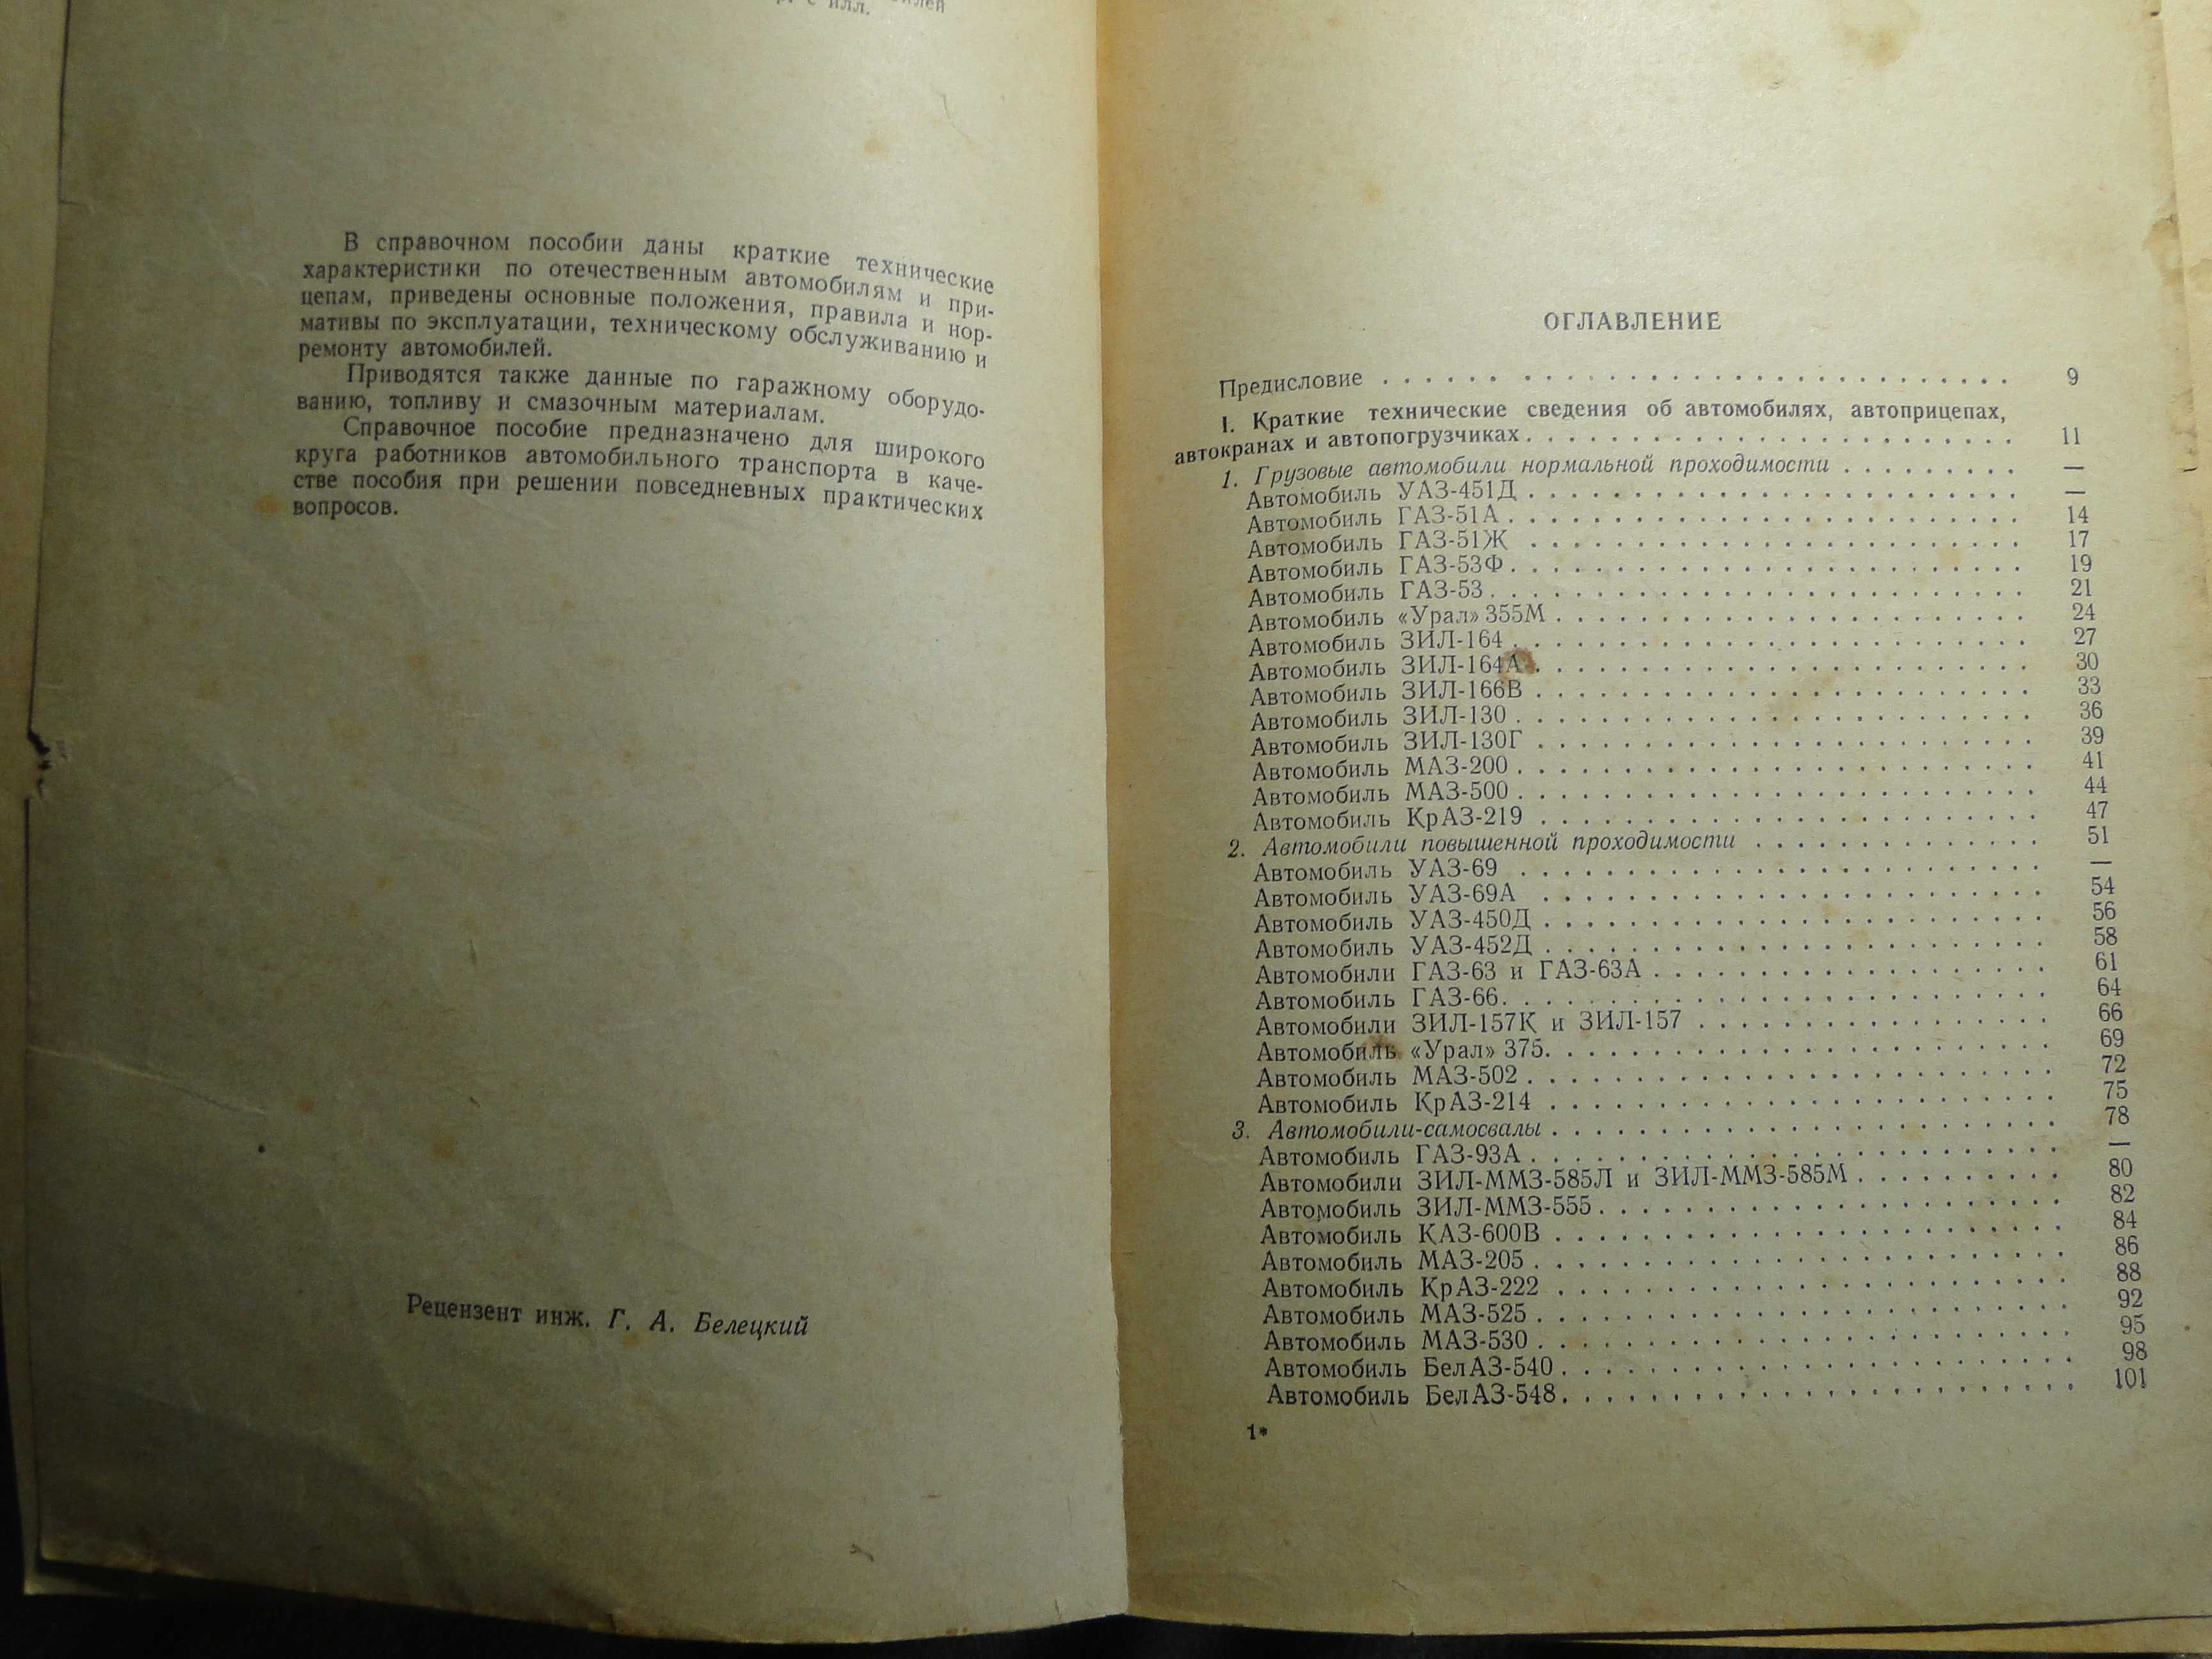 с илл.
В справочном пособии даны краткие технические
характеристики по отечественным автомобилям и при-
цепам, приведены основные положения, правила и нор-
мативы по эксплуатации, техническому обслуживанию и
ремонту автомобилей.
Приводятся также данные по гаражному оборудо-
ванию, топливу и смазочным материалам.
Справочное пособие предназначено для широкого
круга работников автомобильного транспорта в каче-
стве пособия при решении повседневных практических
вопросов.
Рецензент инж. Г. А. Белецкий
ОГЛАВЛЕНИЕ
Предисловие . . . . . . . . . . . . . . . . . . . . 9
I. Краткие технические сведения об автомобилях, автоприцепах,
автокранах и автопогрузчиках . . . . . . . . . . . . . . . . . . . . 11
1. Грузовые автомобили нормальной проходимости . . . . . . . . . —
Автомобиль УАЗ-451Д . . . . . . . . . . . . . . . . . . . . —
Автомобиль ГАЗ-51А . . . . . . . . . . . . . . . . . . . . 14
Автомобиль ГАЗ-51Ж . . . . . . . . . . . . . . . . . . . . 17
Автомобиль ГАЗ-53Ф . . . . . . . . . . . . . . . . . . . . 19
Автомобиль ГАЗ-53 . . . . . . . . . . . . . . . . . . . . 21
Автомобиль «Урал» 355М . . . . . . . . . . . . . . . . . . . . 24
Автомобиль ЗИЛ-164 . . . . . . . . . . . . . . . . . . . . 27
Автомобиль ЗИЛ-164А . . . . . . . . . . . . . . . . . . . . 30
Автомобиль ЗИЛ-166В . . . . . . . . . . . . . . . . . . . . 33
Автомобиль ЗИЛ-130 . . . . . . . . . . . . . . . . . . . . 36
Автомобиль ЗИЛ-130Г . . . . . . . . . . . . . . . . . . . . 39
Автомобиль МАЗ-200 . . . . . . . . . . . . . . . . . . . . 41
Автомобиль МАЗ-500 . . . . . . . . . . . . . . . . . . . . 44
Автомобиль КрАЗ-219 . . . . . . . . . . . . . . . . . . . . 47
2. Автомобили повышенной проходимости . . . . . . . . . . . . 51
Автомобиль УАЗ-69 . . . . . . . . . . . . . . . . . . . . —
Автомобиль УАЗ-69А . . . . . . . . . . . . . . . . . . . . 54
Автомобиль УАЗ-450Д . . . . . . . . . . . . . . . . . . . . 56
Автомобиль УАЗ-452Д . . . . . . . . . . . . . . . . . . . . 58
Автомобили ГАЗ-63 и ГАЗ-63А . . . . . . . . . . . . . . . . 61
Автомобиль ГАЗ-66 . . . . . . . . . . . . . . . . . . . . 64
Автомобили ЗИЛ-157К и ЗИЛ-157 . . . . . . . . . . . . . . 66
Автомобиль «Урал» 375 . . . . . . . . . . . . . . . . . . . . 69
Автомобиль МАЗ-502 . . . . . . . . . . . . . . . . . . . . 72
Автомобиль КрАЗ-214 . . . . . . . . . . . . . . . . . . . . 75
3. Автомобили-самосвалы . . . . . . . . . . . . . . . . . . . . 78
Автомобиль ГАЗ-93А . . . . . . . . . . . . . . . . . . . . —
Автомобили ЗИЛ-ММЗ-585Л и ЗИЛ-ММЗ-585М . . . . . . . . . . 80
Автомобиль ЗИЛ-ММЗ-555 . . . . . . . . . . . . . . . . . . 82
Автомобиль КАЗ-600В . . . . . . . . . . . . . . . . . . . . 84
Автомобиль МАЗ-205 . . . . . . . . . . . . . . . . . . . . 86
Автомобиль КрАЗ-222 . . . . . . . . . . . . . . . . . . . . 88
Автомобиль МАЗ-525 . . . . . . . . . . . . . . . . . . . . 92
Автомобиль МАЗ-530 . . . . . . . . . . . . . . . . . . . . 95
Автомобиль БелАЗ-540 . . . . . . . . . . . . . . . . . . . . 98
Автомобиль БелАЗ-548 . . . . . . . . . . . . . . . . . . . . 101
1*